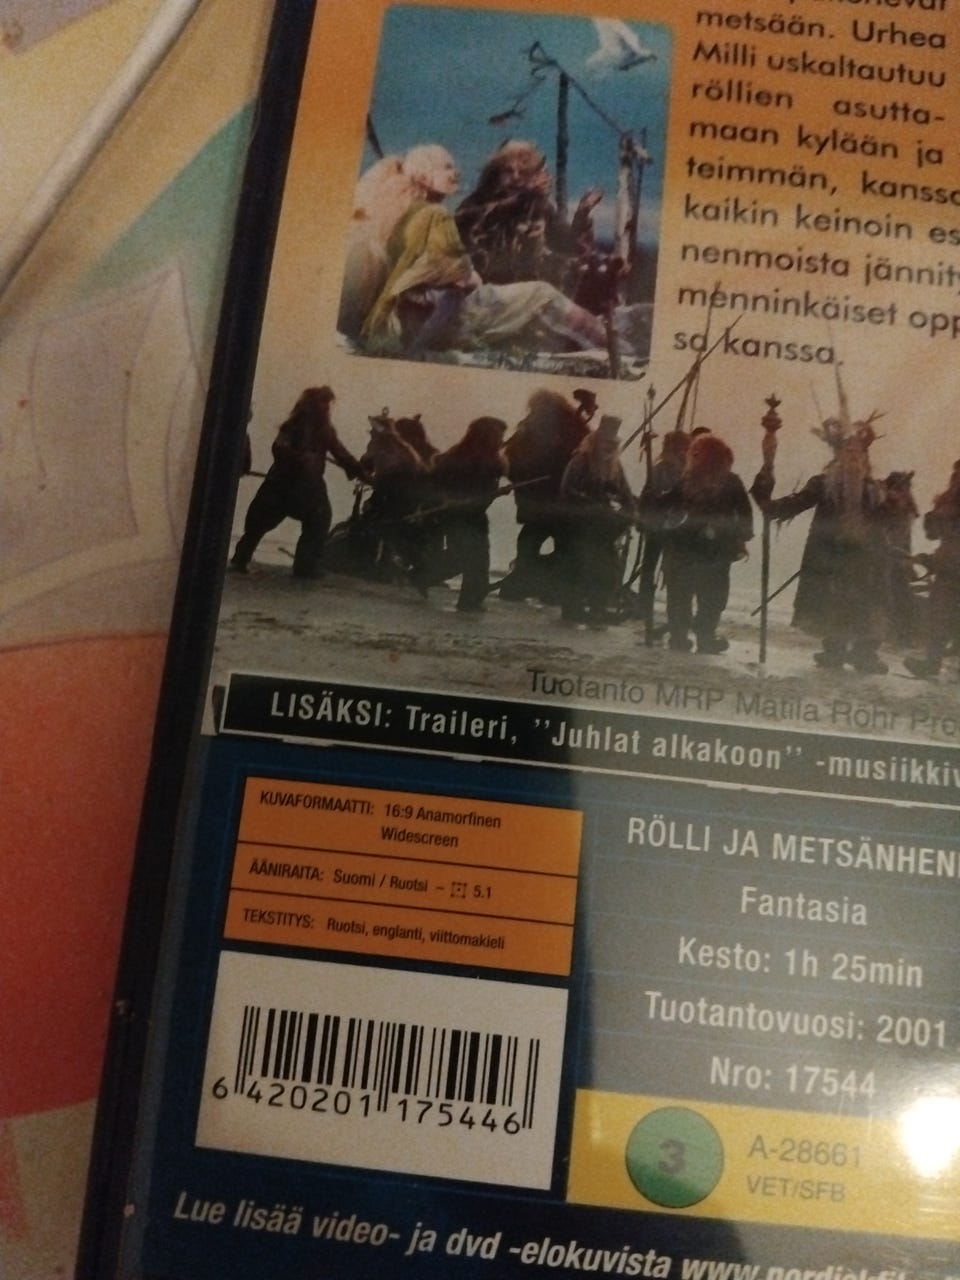 metsään. Urhea
Milli uskaltautuu
röllien asutta-
maan kylään ja
teimmän, kanssa
kaikin keinoin es
nenmoista jännity
menninkäiset opp
sa kanssa.
Tuotanto MRP Matila Röhr Pro
LISÄKSI: Traileri, ”Juhlat alkakoon” -musiikkiv
KUVAFORMAATTI: 16:9 Anamorfinen
Widescreen
ÄÄNIRAITA: Suomi / Ruotsi – 5.1
TEKSTITYS: Ruotsi, englanti, viittomakieli
RÖLLI JA METSÄNHENK
Fantasia
Kesto: 1h 25min
Tuotantovuosi: 2001
Nro: 17544
6 420201 175446
3
A-28661
VET/SFB
Lue lisää video- ja dvd -elokuvista www.